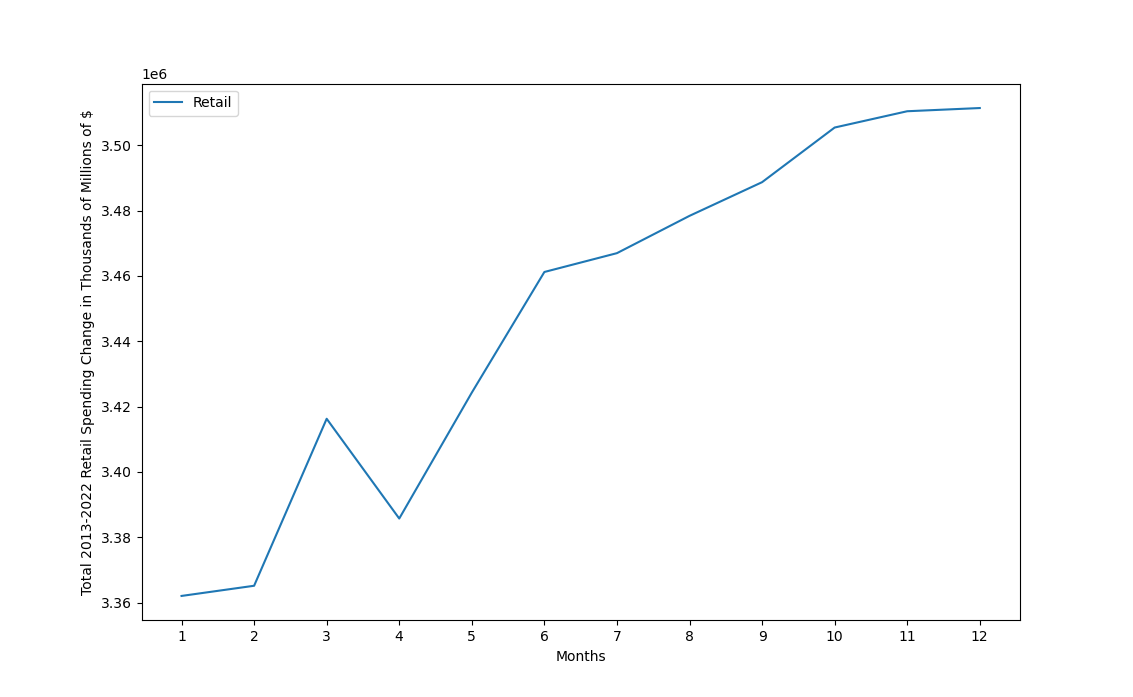 1e6
Retail
Total 2013-2022 Retail Spending Change in Thousands of Millions of $
3.50
3.48
3.46
3.44
3.42
3.40
3.38
3.36
1 2 3 4 5 6 7 8 9 10 11 12
Months